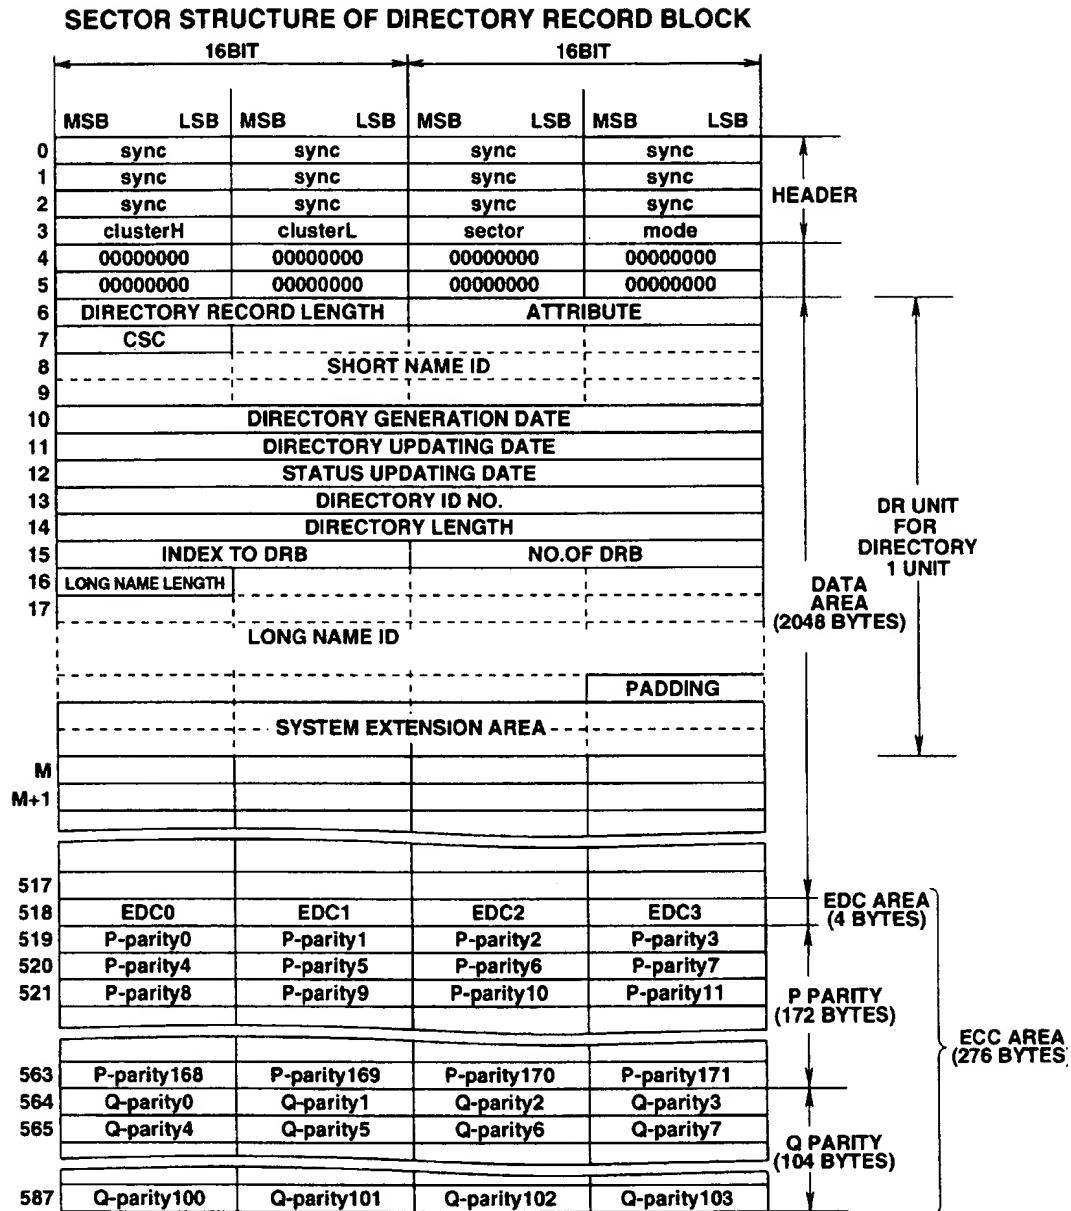 SECTOR STRUCTURE OF DIRECTORY RECORD BLOCK
16BIT 16BIT
MSB LSB MSB LSB MSB LSB MSB LSB
0 sync sync sync sync
1 sync sync sync sync
2 sync sync sync sync
HEADER
3 clusterH clusterL sector mode
4 00000000 00000000 00000000 00000000
5 00000000 00000000 00000000 00000000
6 DIRECTORY RECORD LENGTH ATTRIBUTE
7 CSC
8 SHORT NAME ID
9
10 DIRECTORY GENERATION DATE
11 DIRECTORY UPDATING DATE
12 STATUS UPDATING DATE
13 DIRECTORY ID NO.
14 DIRECTORY LENGTH
15 INDEX TO DRB NO.OF DRB
DR UNIT
FOR
DIRECTORY
1 UNIT
16 LONG NAME LENGTH
17
DATA
AREA
(2048 BYTES)
LONG NAME ID
PADDING
SYSTEM EXTENSION AREA
M
M+1
517
518 EDC0 EDC1 EDC2 EDC3
EDC AREA
(4 BYTES)
519 P-parity0 P-parity1 P-parity2 P-parity3
520 P-parity4 P-parity5 P-parity6 P-parity7
521 P-parity8 P-parity9 P-parity10 P-parity11
P PARITY
(172 BYTES)
ECC AREA
(276 BYTES)
563 P-parity168 P-parity169 P-parity170 P-parity171
564 Q-parity0 Q-parity1 Q-parity2 Q-parity3
565 Q-parity4 Q-parity5 Q-parity6 Q-parity7
Q PARITY
(104 BYTES)
587 Q-parity100 Q-parity101 Q-parity102 Q-parity103